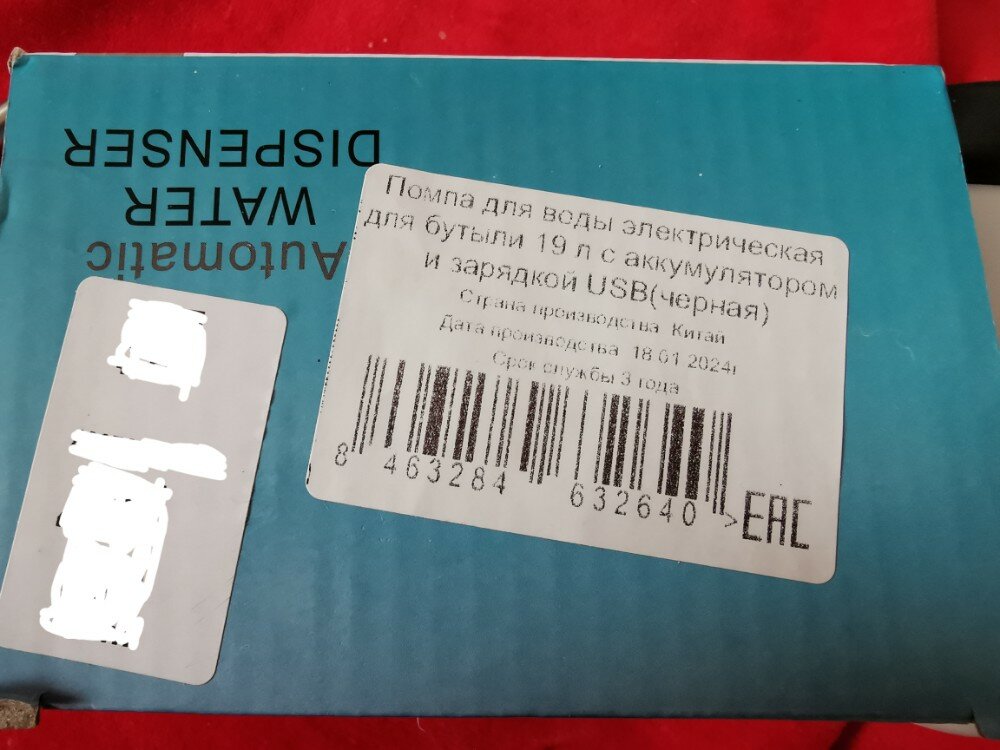 Automatic
WATER
DISPENSER
Помпа для воды электрическая
для бутыли 19 л с аккумулятором
и зарядкой USB(черная)
Страна производства Китай
Дата производства 18.01.2024г
Срок службы 3 года
8 463284 632640 >
EAC